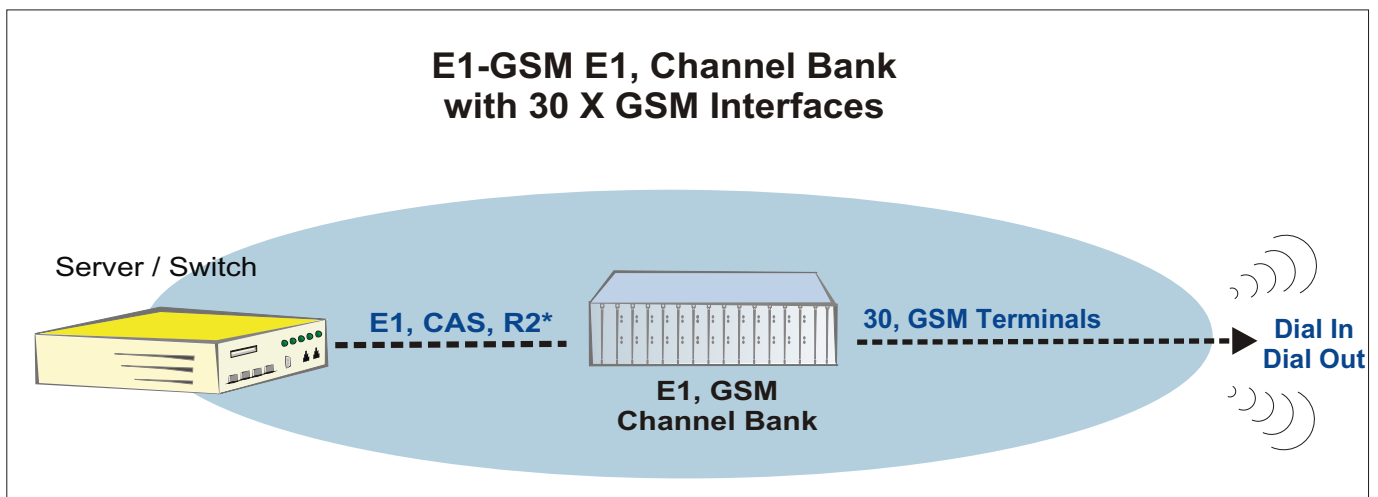 E1-GSM E1, Channel Bank
with 30 X GSM Interfaces
Server / Switch
E1, CAS, R2*
30, GSM Terminals
Dial In
Dial Out
E1, GSM
Channel Bank